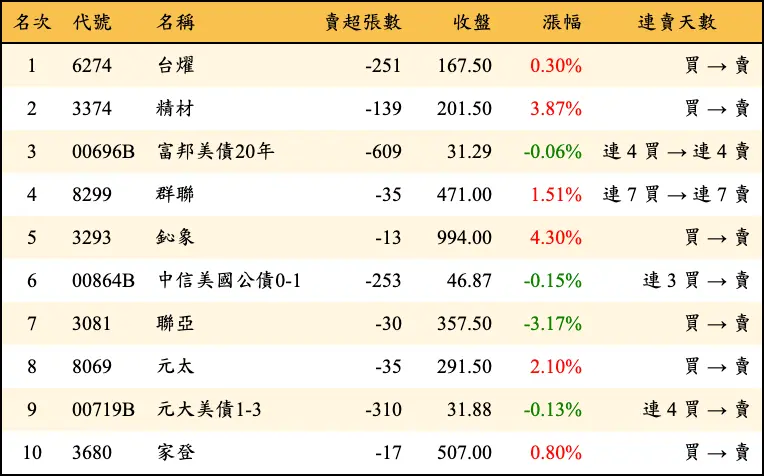 名次 代號 名稱 賣超張數 收盤 漲幅 連賣天數
1 6274 台燿 -251 167.50 0.30% 買 → 賣
2 3374 精材 -139 201.50 3.87% 買 → 賣
3 00696B 富邦美債20年 -609 31.29 -0.06% 連 4 買 → 連 4 賣
4 8299 群聯 -35 471.00 1.51% 連 7 買 → 連 7 賣
5 3293 鈊象 -13 994.00 4.30% 買 → 賣
6 00864B 中信美國公債0-1 -253 46.87 -0.15% 連 3 買 → 賣
7 3081 聯亞 -30 357.50 -3.17% 買 → 賣
8 8069 元太 -35 291.50 2.10% 買 → 賣
9 00719B 元大美債1-3 -310 31.88 -0.13% 連 4 買 → 賣
10 3680 家登 -17 507.00 0.80% 買 → 賣